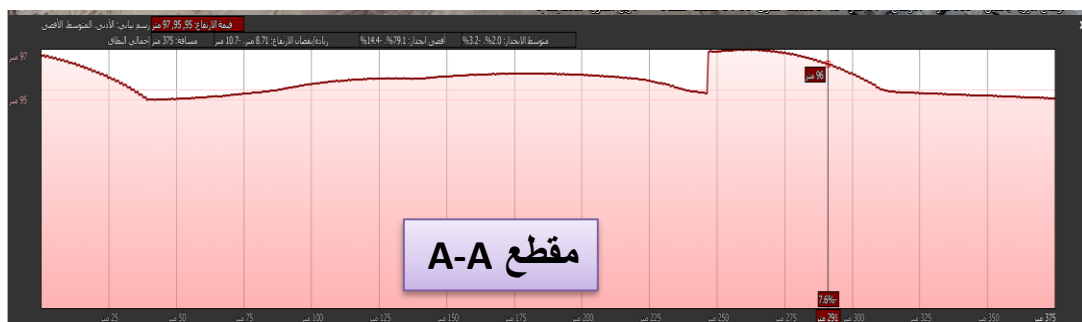 رسم بياني: الأدنى، المتوسط، الأقصى قيمة الارتفاع: 95, 95, 97 متر
إجمالي النطاق مسافة: 375 متر زيادة/نقصان الارتفاع: 8.71 متر, -10.7 متر أقصى انحدار: 79.1%, -14.4% متوسط الانحدار: 2.0%, -3.2%
97 متر
96 متر
95 متر
مقطع A-A
-7.6%
25 متر 50 متر 75 متر 100 متر 125 متر 150 متر 175 متر 200 متر 225 متر 250 متر 275 متر 291 متر 300 متر 325 متر 350 متر 375 متر